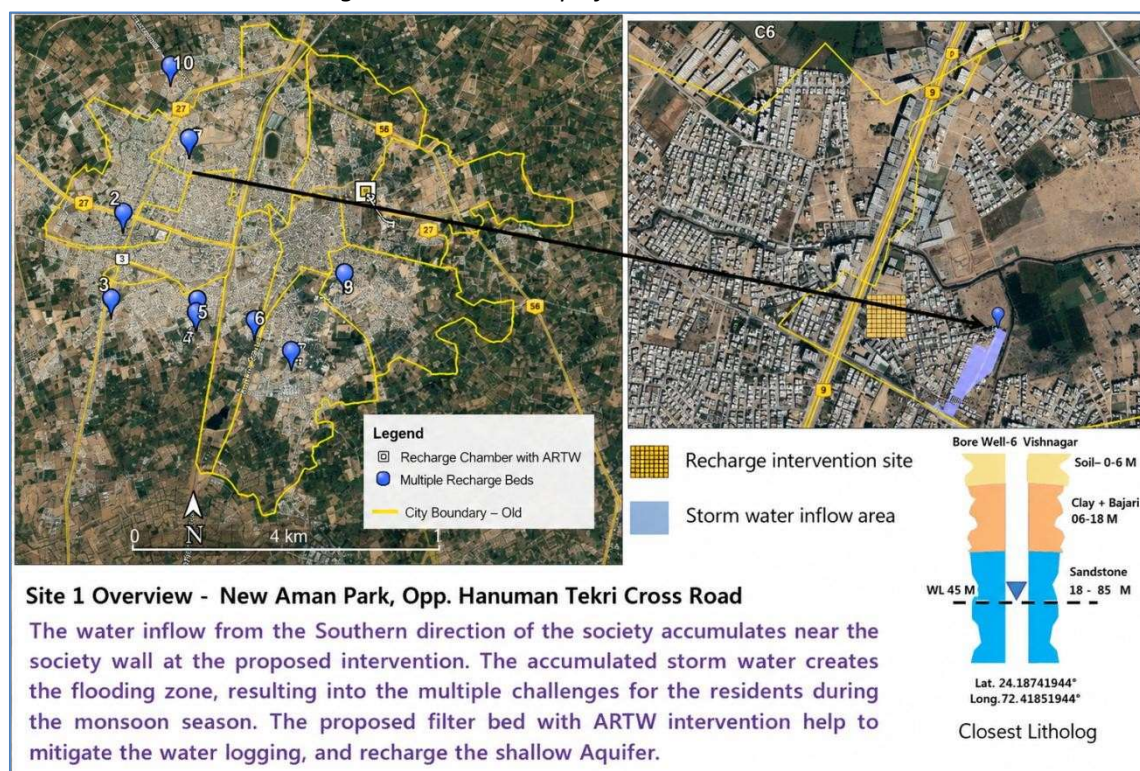 10
27
56
2
27
27
3
3
5
4
6
9
56
Legend
Recharge Chamber with ARTW
Multiple Recharge Beds
City Boundary – Old
N
0 4 km 1
C6
9
9
Recharge intervention site
Storm water inflow area
Bore Well-6 Vishnagar
Soil– 0-6 M
Clay + Bajari
06-18 M
Sandstone
18 - 85 M
WL 45 M
Lat. 24.18741944°
Long.72.41851944°
Closest Litholog
Site 1 Overview - New Aman Park, Opp. Hanuman Tekri Cross Road
The water inflow from the Southern direction of the society accumulates near the
society wall at the proposed intervention. The accumulated storm water creates
the flooding zone, resulting into the multiple challenges for the residents during
the monsoon season. The proposed filter bed with ARTW intervention help to
mitigate the water logging, and recharge the shallow Aquifer.